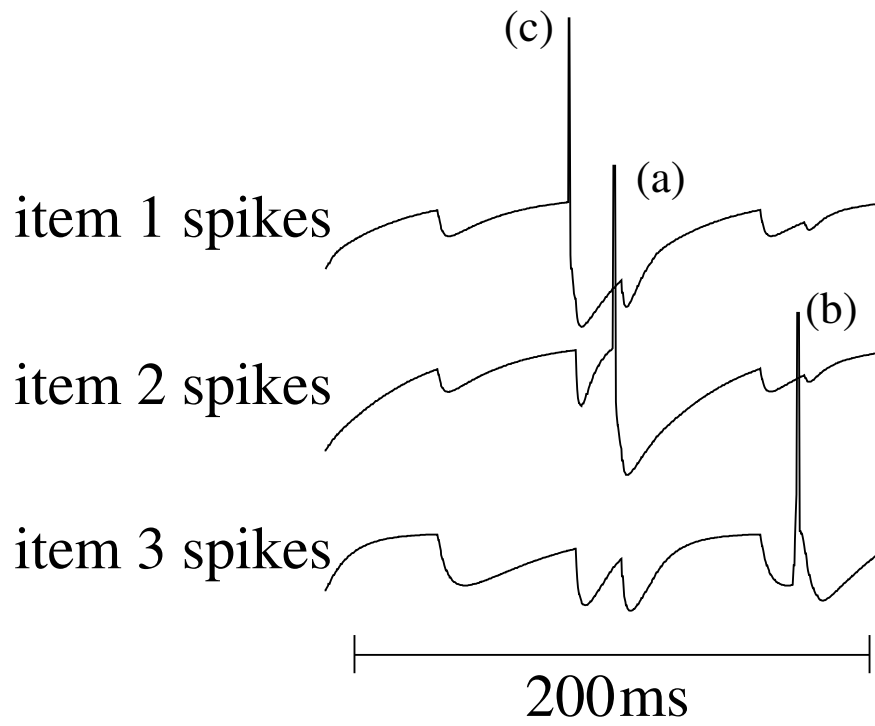 (c)
(a)
item 1 spikes
(b)
item 2 spikes
item 3 spikes
200ms